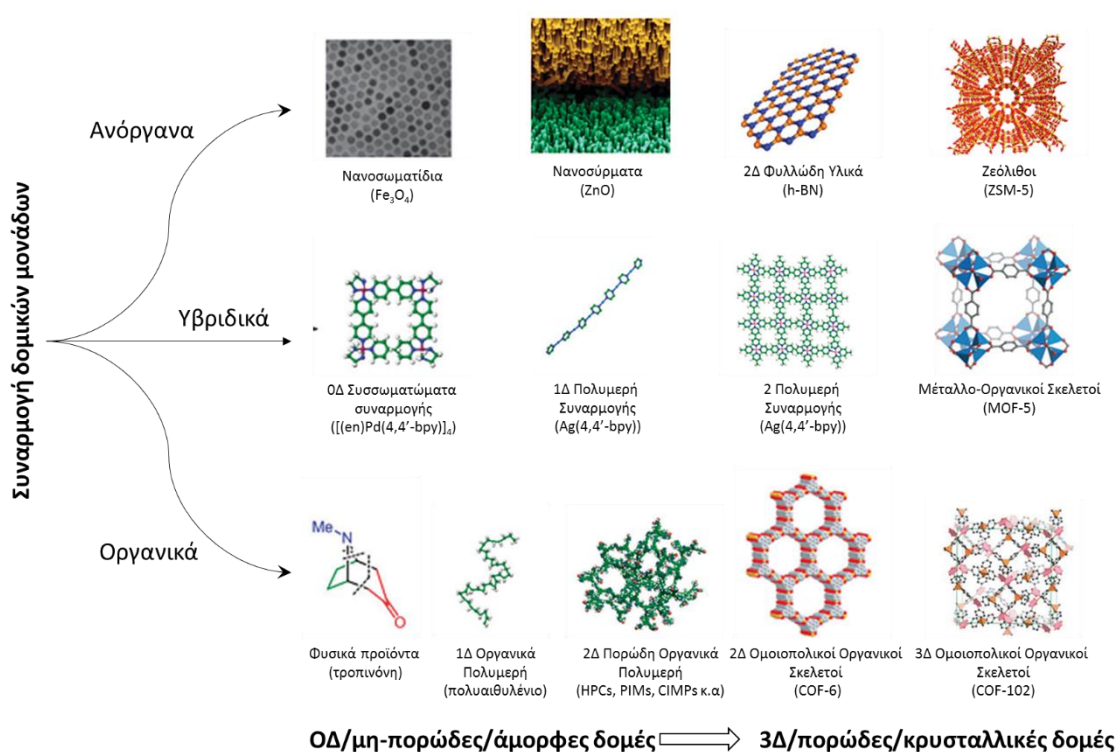 Συναρμογή δομικών μονάδων
Ανόργανα
Νανοσωματίδια
(Fe₃O₄)
Νανοσύρματα
(ZnO)
2Δ Φυλλώδη Υλικά
(h-BN)
Ζεόλιθοι
(ZSM-5)
Υβριδικά
0Δ Συσσωματώματα
συναρμογής
([(en)Pd(4,4’-bpy)]₄)
1Δ Πολυμερή
Συναρμογής
(Ag(4,4’-bpy))
2 Πολυμερή
Συναρμογής
(Ag(4,4’-bpy))
Μέταλλο-Οργανικοί Σκελετοί
(MOF-5)
Οργανικά
Me
N
O
Φυσικά προϊόντα
(τροπινόνη)
1Δ Οργανικά
Πολυμερή
(πολυαιθυλένιο)
2Δ Πορώδη Οργανικά
Πολυμερή
(HPCs, PIMs, CIMPs κ.α)
2Δ Ομοιοπολικοί Οργανικοί
Σκελετοί
(COF-6)
3Δ Ομοιοπολικοί Οργανικοί
Σκελετοί
(COF-102)
ΟΔ/μη-πορώδες/άμορφες δομές
3Δ/πορώδες/κρυσταλλικές δομές